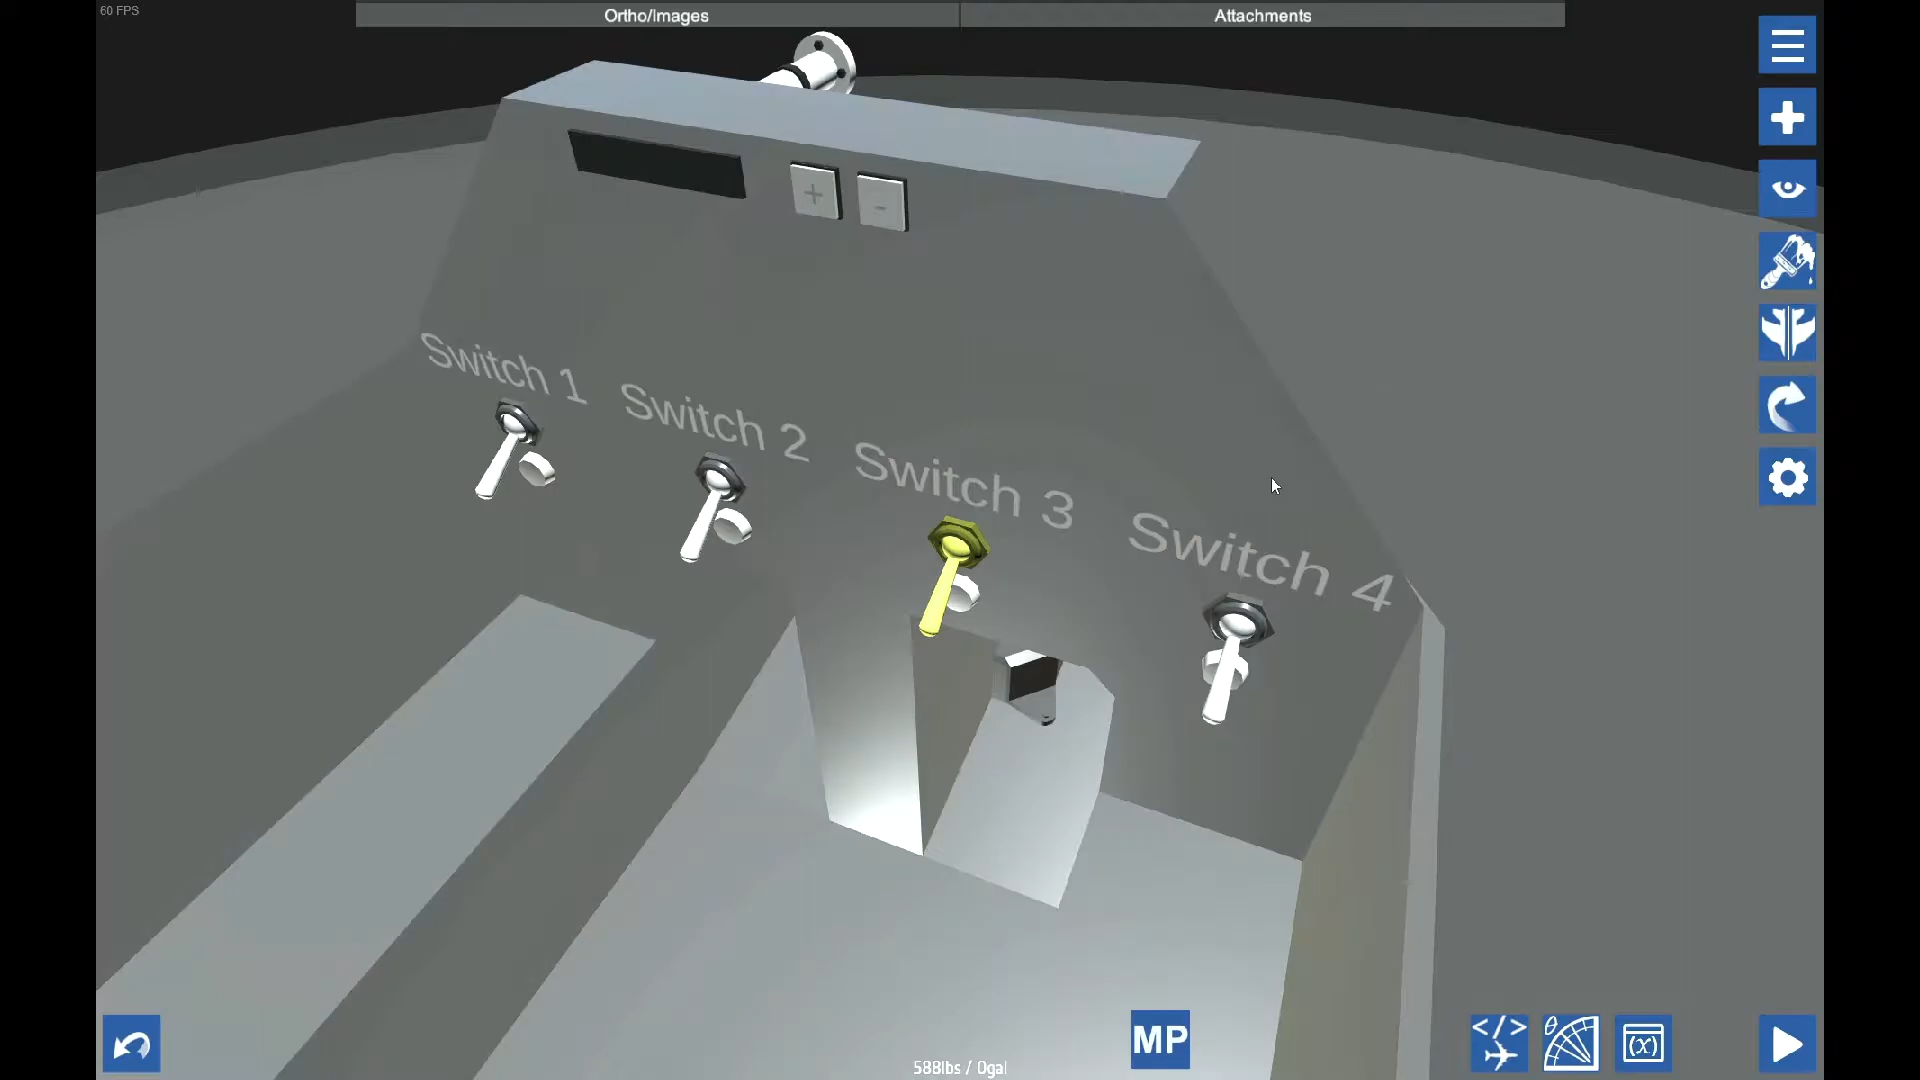 60 FPS
Ortho/Images
Attachments
+
-
Switch 1
Switch 2
Switch 3
Switch 4
MP
</>
(x)
588lbs / 0gal